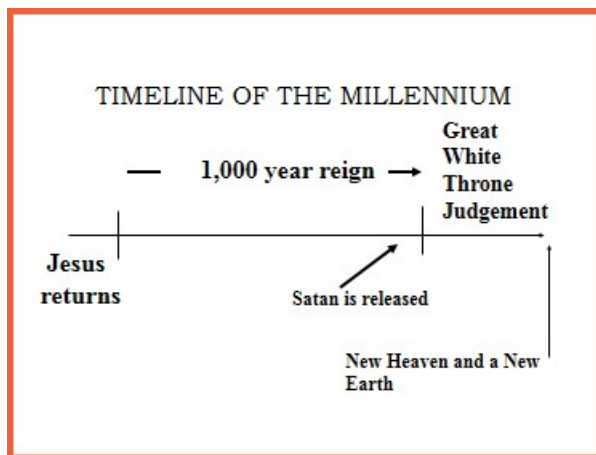 TIMELINE OF THE MILLENNIUM
Great
White
Throne
Judgement
1,000 year reign
Jesus
returns
Satan is released
New Heaven and a New
Earth